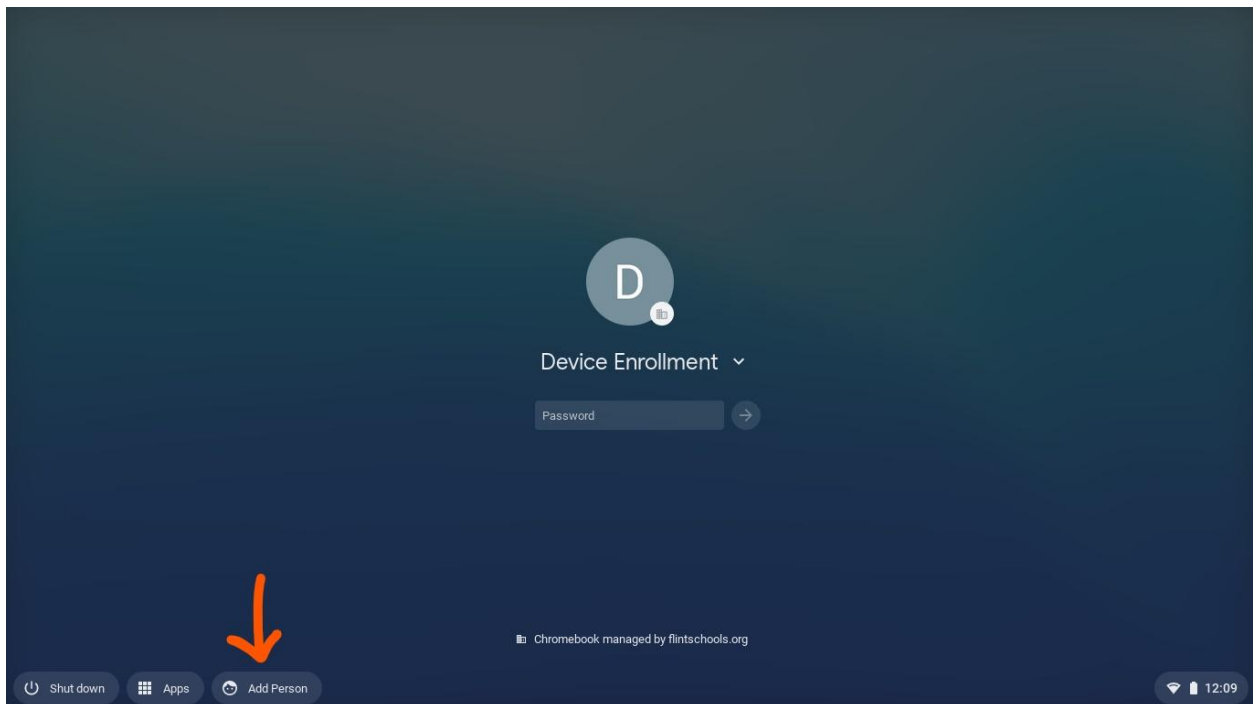 D
Device Enrollment
Password
Chromebook managed by flintschools.org
Shut down
Apps
Add Person
12:09